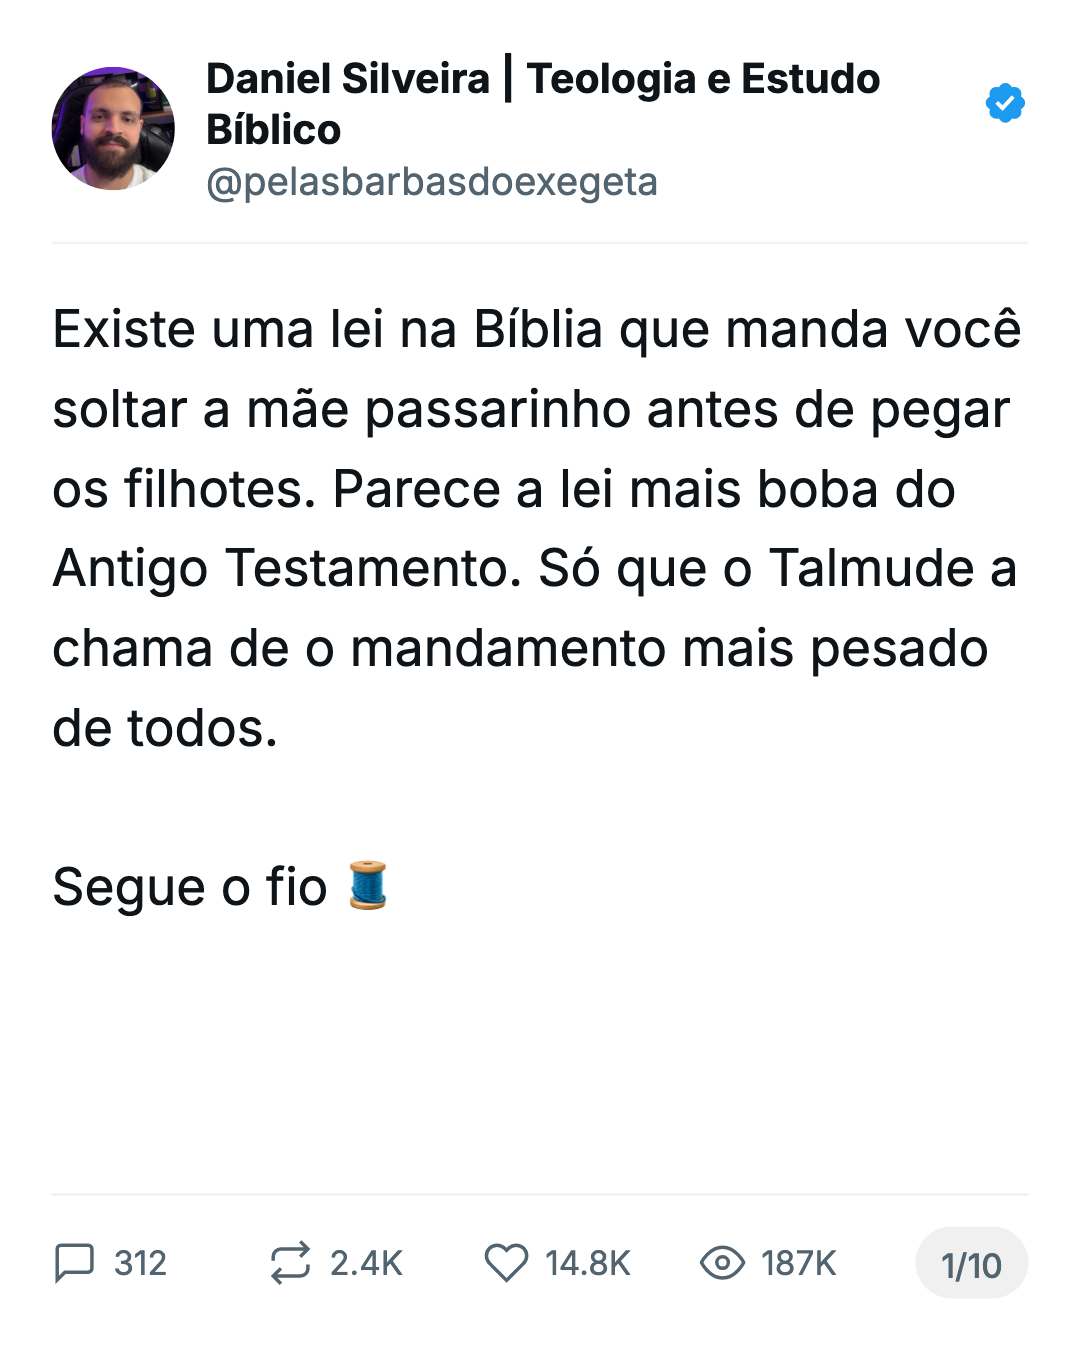 Daniel Silveira | Teologia e Estudo
Bíblico
@pelasbarbasdoexegeta
Existe uma lei na Bíblia que manda você
soltar a mãe passarinho antes de pegar
os filhotes. Parece a lei mais boba do
Antigo Testamento. Só que o Talmude a
chama de o mandamento mais pesado
de todos.
Segue o fio 🧵
312 2.4K 14.8K 187K 1/10